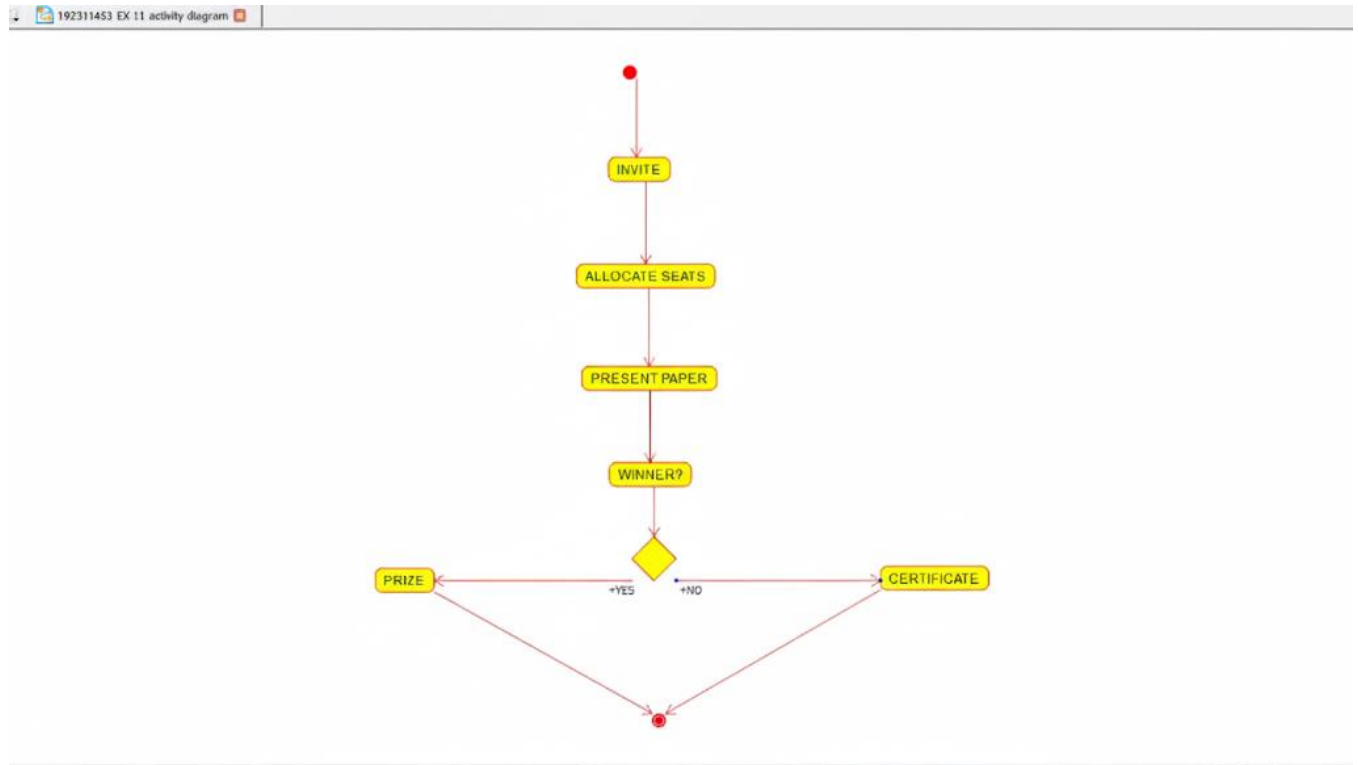 192311453 EX 11 activity diagram
INVITE
ALLOCATE SEATS
PRESENT PAPER
WINNER?
PRIZE
+YES
+NO
CERTIFICATE